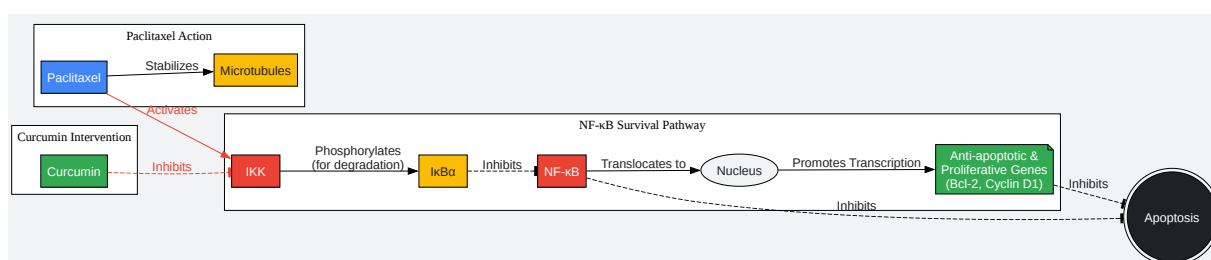 Paclitaxel Action
Paclitaxel
Stabilizes
Microtubules
Activates
Curcumin Intervention
Curcumin
Inhibits
NF-κB Survival Pathway
IKK
Phosphorylates
(for degradation)
IκBα
Inhibits
NF-κB
Translocates to
Nucleus
Promotes Transcription
Anti-apoptotic &
Proliferative Genes
(Bcl-2, Cyclin D1)
Inhibits
Inhibits
Apoptosis